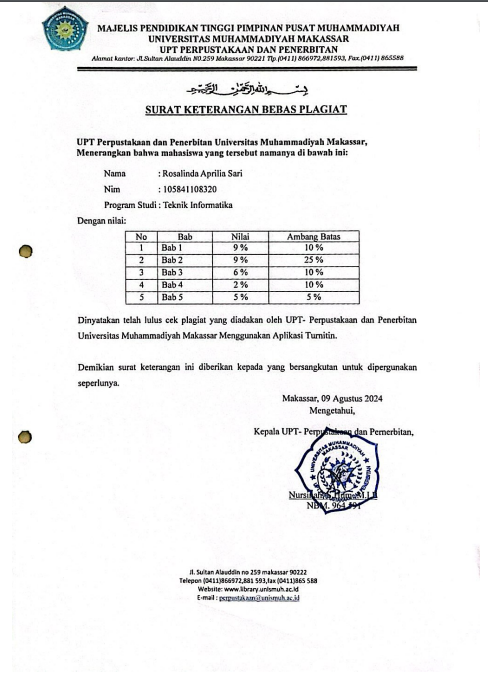 MAJELIS PENDIDIKAN TINGGI PIMPINAN PUSAT MUHAMMADIYAH
UNIVERSITAS MUHAMMADIYAH MAKASSAR
UPT PERPUSTAKAAN DAN PENERBITAN
Alamat kantor: Jl.Sultan Alauddin NO.259 Makassar 90221 Tlp.(0411) 866972,881593, Fax.(0411) 865588
بسم الله الرحمن الرحيم
SURAT KETERANGAN BEBAS PLAGIAT
UPT Perpustakaan dan Penerbitan Universitas Muhammadiyah Makassar,
Menerangkan bahwa mahasiswa yang tersebut namanya di bawah ini:
Nama : Rosalinda Aprilia Sari
Nim : 105841108320
Program Studi : Teknik Informatika
Dengan nilai:
No Bab Nilai Ambang Batas
1 Bab 1 9 % 10 %
2 Bab 2 9 % 25 %
3 Bab 3 6 % 10 %
4 Bab 4 2 % 10 %
5 Bab 5 5 % 5 %
Dinyatakan telah lulus cek plagiat yang diadakan oleh UPT- Perpustakaan dan Penerbitan
Universitas Muhammadiyah Makassar Menggunakan Aplikasi Turnitin.
Demikian surat keterangan ini diberikan kepada yang bersangkutan untuk dipergunakan
seperlunya.
Makassar, 09 Agustus 2024
Mengetahui,
Kepala UPT- Perpustakaan dan Pernerbitan,
UNIVERSITAS MUHAMMADIYAH
MAKASSAR
NBM. 964 591
Jl. Sultan Alauddin no 259 makassar 90222
Telepon (0411)866972,881 593,fax (0411)865 588
Website: www.library.unismuh.ac.id
E-mail : perpustakaan@unismuh.ac.id